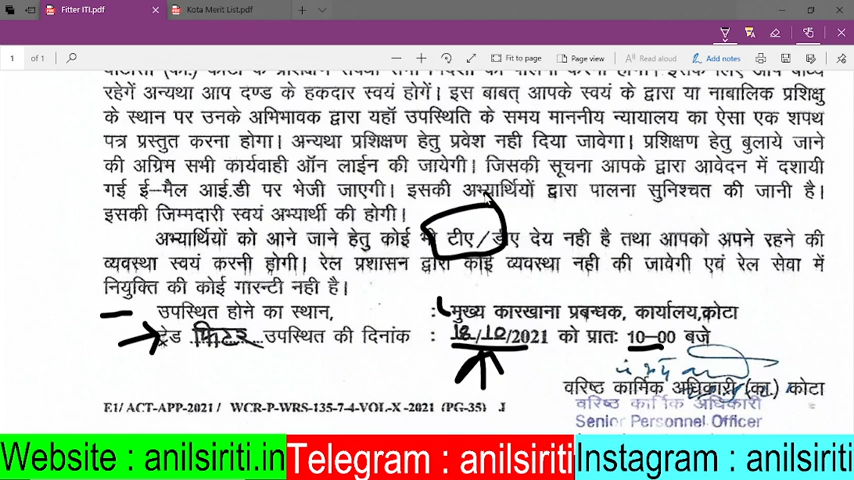 Fitter ITI.pdf
Kota Merit List.pdf
1 of 1
Fit to page
Page view
Read aloud
Add notes
रहेगें अन्यथा आप दण्ड के हकदार स्वयं होगें। इस बाबत् आपके स्वयं के द्वारा या नाबालिक प्रशिक्षु
के स्थान पर उनके अभिभावक द्वारा यहाॅ उपस्थिति के समय माननीय न्यायालय का ऐसा एक शपथ
पत्र प्रस्तुत करना होगा। अन्यथा प्रशिक्षण हेतु प्रवेश नही दिया जावेगा। प्रशिक्षण हेतु बुलाये जाने
की अग्रिम सभी कार्यवाही ऑन लाईन की जायेगी। जिसकी सूचना आपके द्वारा आवेदन में दशायी
गई ई–मैल आई.डी पर भेजी जाएगी। इसकी अभ्यार्थियों द्वारा पालना सुनिश्चत की जानी है।
इसकी जिम्मदारी स्वयं अभ्यार्थी की होगी।
अभ्यार्थियों को आने जाने हेतु कोई भी टीए/डीए देय नही है तथा आपको अपने रहने की
व्यवस्था स्वयं करनी होगी। रेल प्रशासन द्वारा कोई व्यवस्था नही की जावेगी एवं रेल सेवा में
नियुक्ति की कोई गारन्टी नही है।
उपस्थित होने का स्थान, : मुख्य कारखाना प्रबन्धक, कार्यालय,कोटा
ट्रेड फिटर उपस्थित की दिनांक : 18/10/2021 को प्रातः 10–00 बजे
वरिष्ठ कार्मिक अधिकारी (का.) कोटा
E1/ ACT-APP-2021 / WCR-P-WRS-135-7-4-VOL-X -2021 (PG-35) .I
वरिष्ठ कार्मिक अधिकारी
Senior Personnel Officer
Website : anilsiriti.in
Telegram : anilsiriti
Instagram : anilsiriti